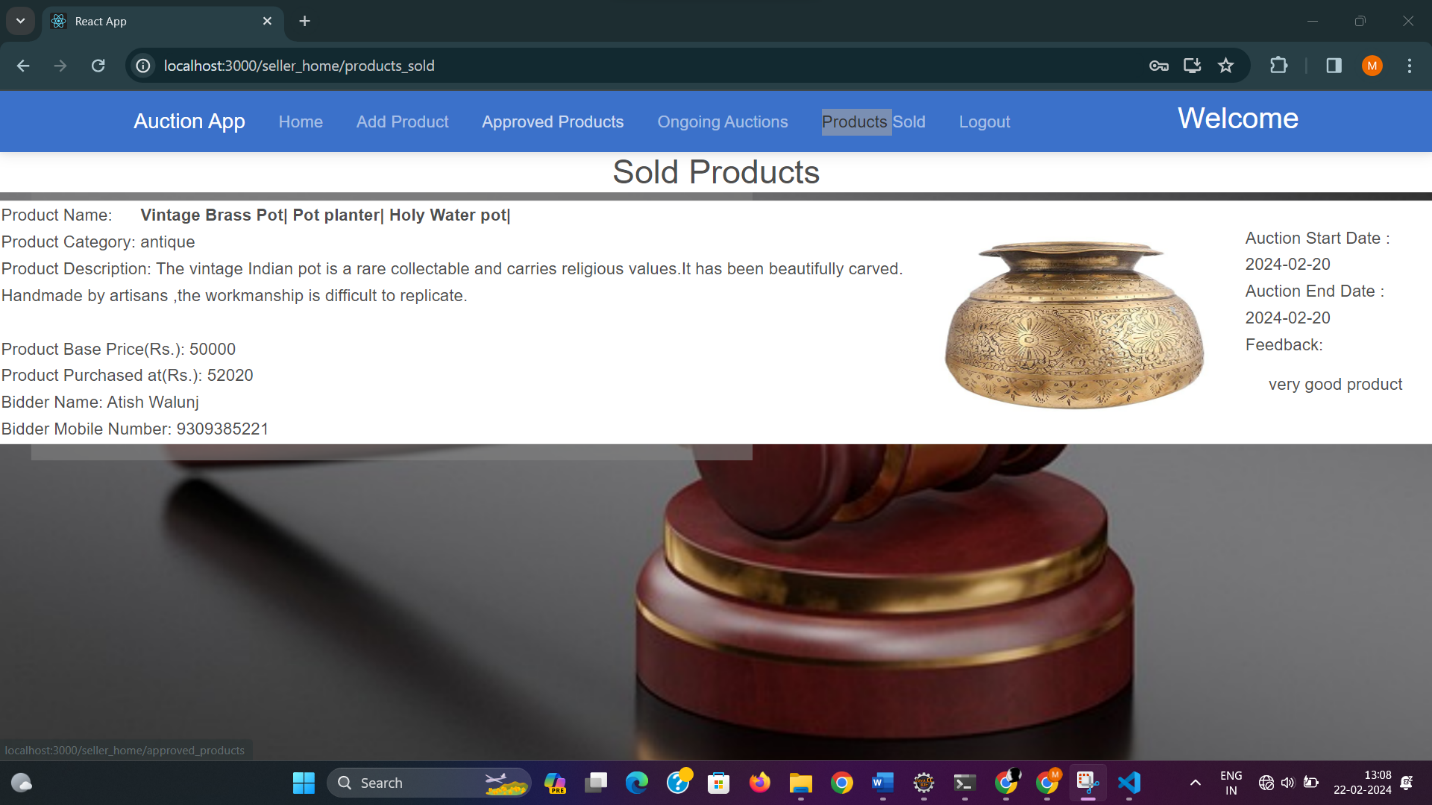 React App
localhost:3000/seller_home/products_sold
M
Auction App Home Add Product Approved Products Ongoing Auctions Products Sold Logout Welcome
Sold Products
Product Name: Vintage Brass Pot| Pot planter| Holy Water pot|
Product Category: antique
Product Description: The vintage Indian pot is a rare collectable and carries religious values.It has been beautifully carved.
Handmade by artisans ,the workmanship is difficult to replicate.
Product Base Price(Rs.): 50000
Product Purchased at(Rs.): 52020
Bidder Name: Atish Walunj
Bidder Mobile Number: 9309385221
Auction Start Date :
2024-02-20
Auction End Date :
2024-02-20
Feedback:
very good product
localhost:3000/seller_home/approved_products
Search
PRE
M
ENG
IN
13:08
22-02-2024